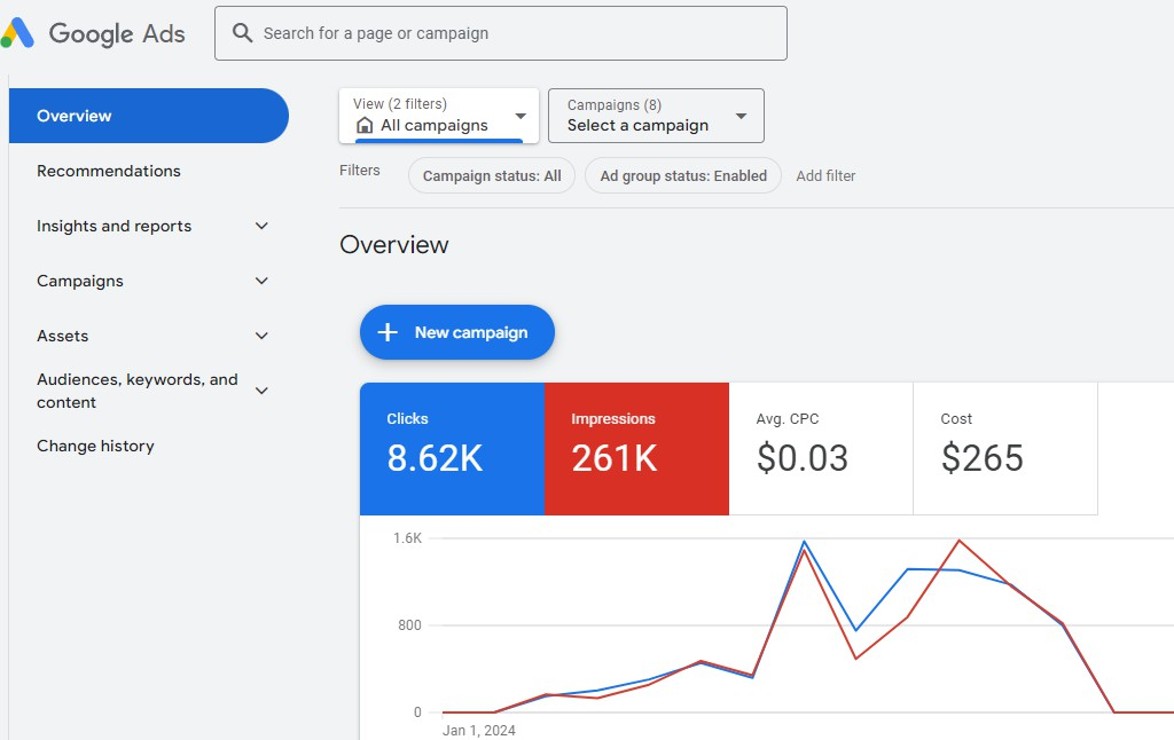 Google Ads
Search for a page or campaign
Overview
Recommendations
Insights and reports
Campaigns
Assets
Audiences, keywords, and
content
Change history
View (2 filters)
All campaigns
Campaigns (8)
Select a campaign
Filters
Campaign status: All
Ad group status: Enabled
Add filter
Overview
New campaign
Clicks
8.62K
Impressions
261K
Avg. CPC
$0.03
Cost
$265
1.6K
800
0
Jan 1, 2024